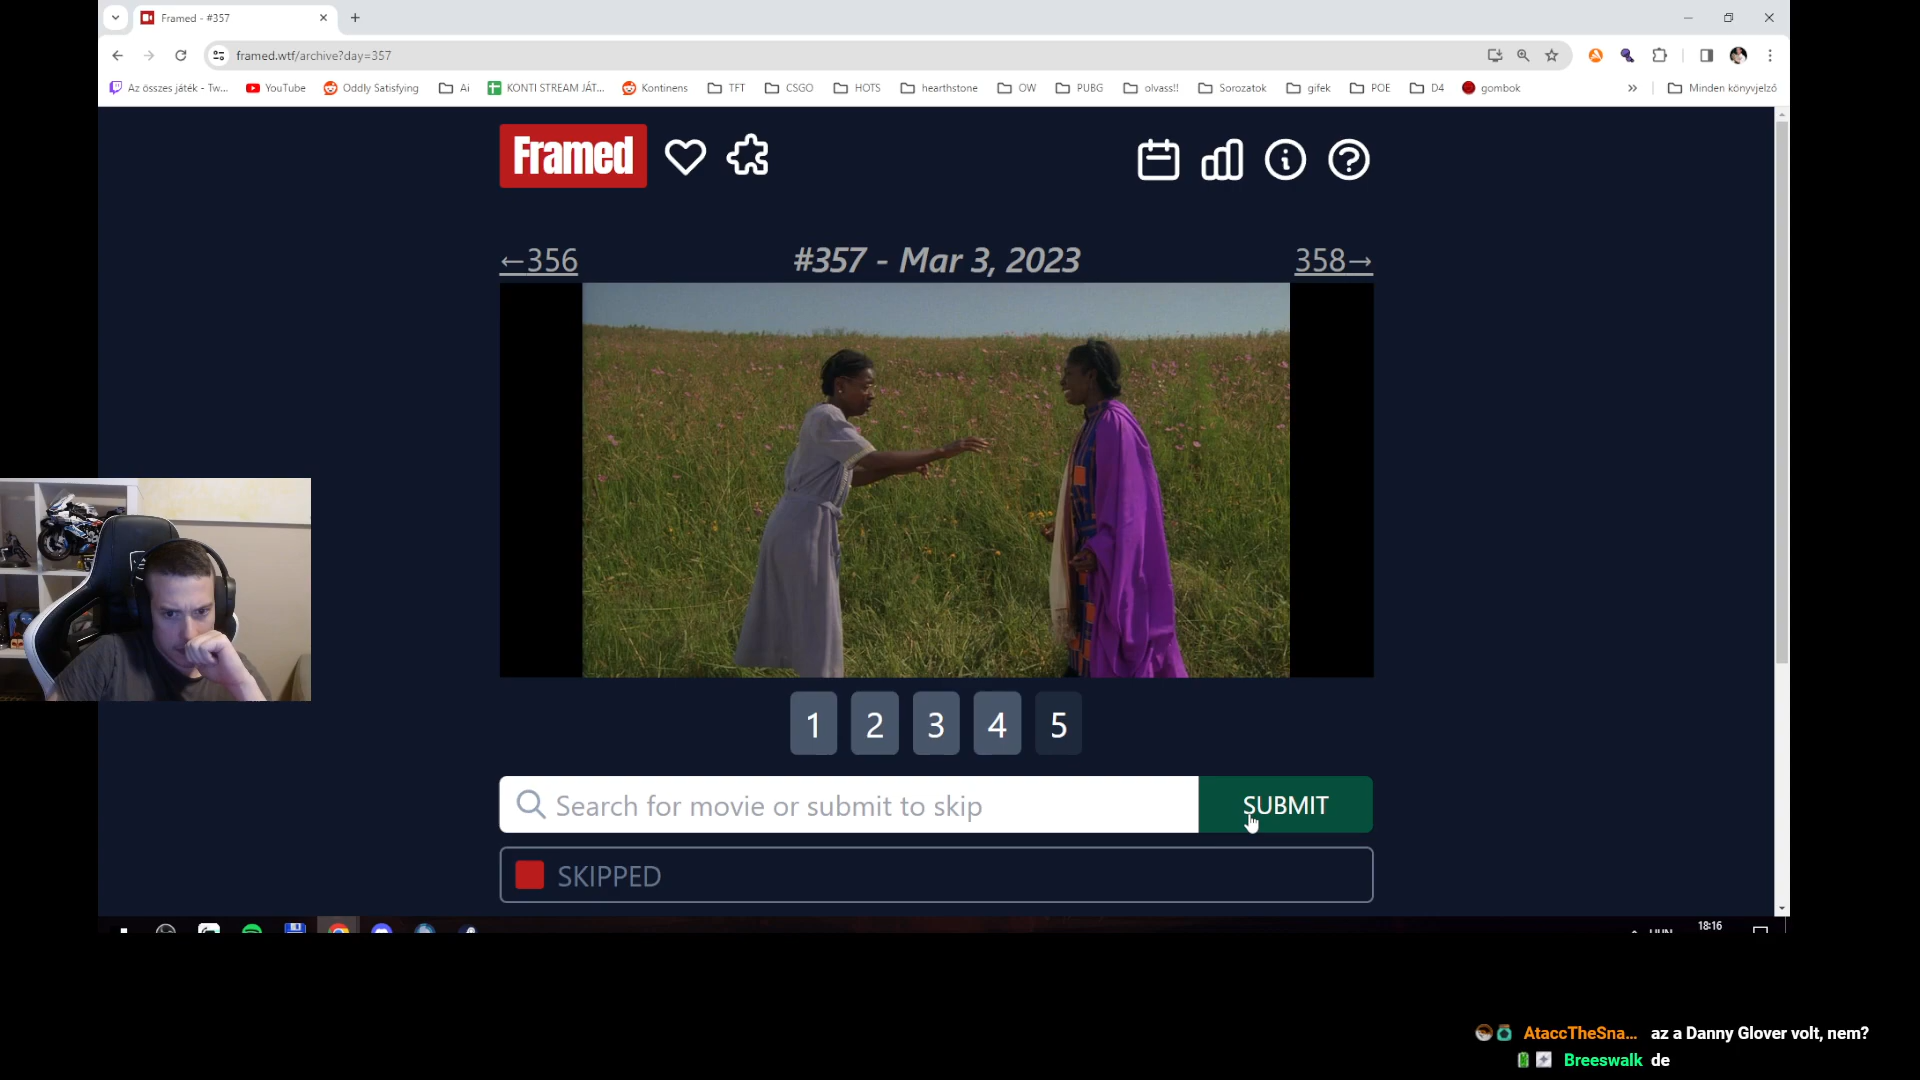 Framed - #357
framed.wtf/archive?day=357
Az összes játék - Tw...
YouTube
Oddly Satisfying
Ai
KONTI STREAM JÁT...
Kontinens
TFT
CSGO
HOTS
hearthstone
OW
PUBG
olvass!!
Sorozatok
gifek
POE
D4
gombok
»
Minden könyvjelző
Framed
←356
#357 - Mar 3, 2023
358→
1
2
3
4
5
Search for movie or submit to skip
SUBMIT
SKIPPED
18:16
AtaccTheSna... az a Danny Glover volt, nem?
Breeswalk de